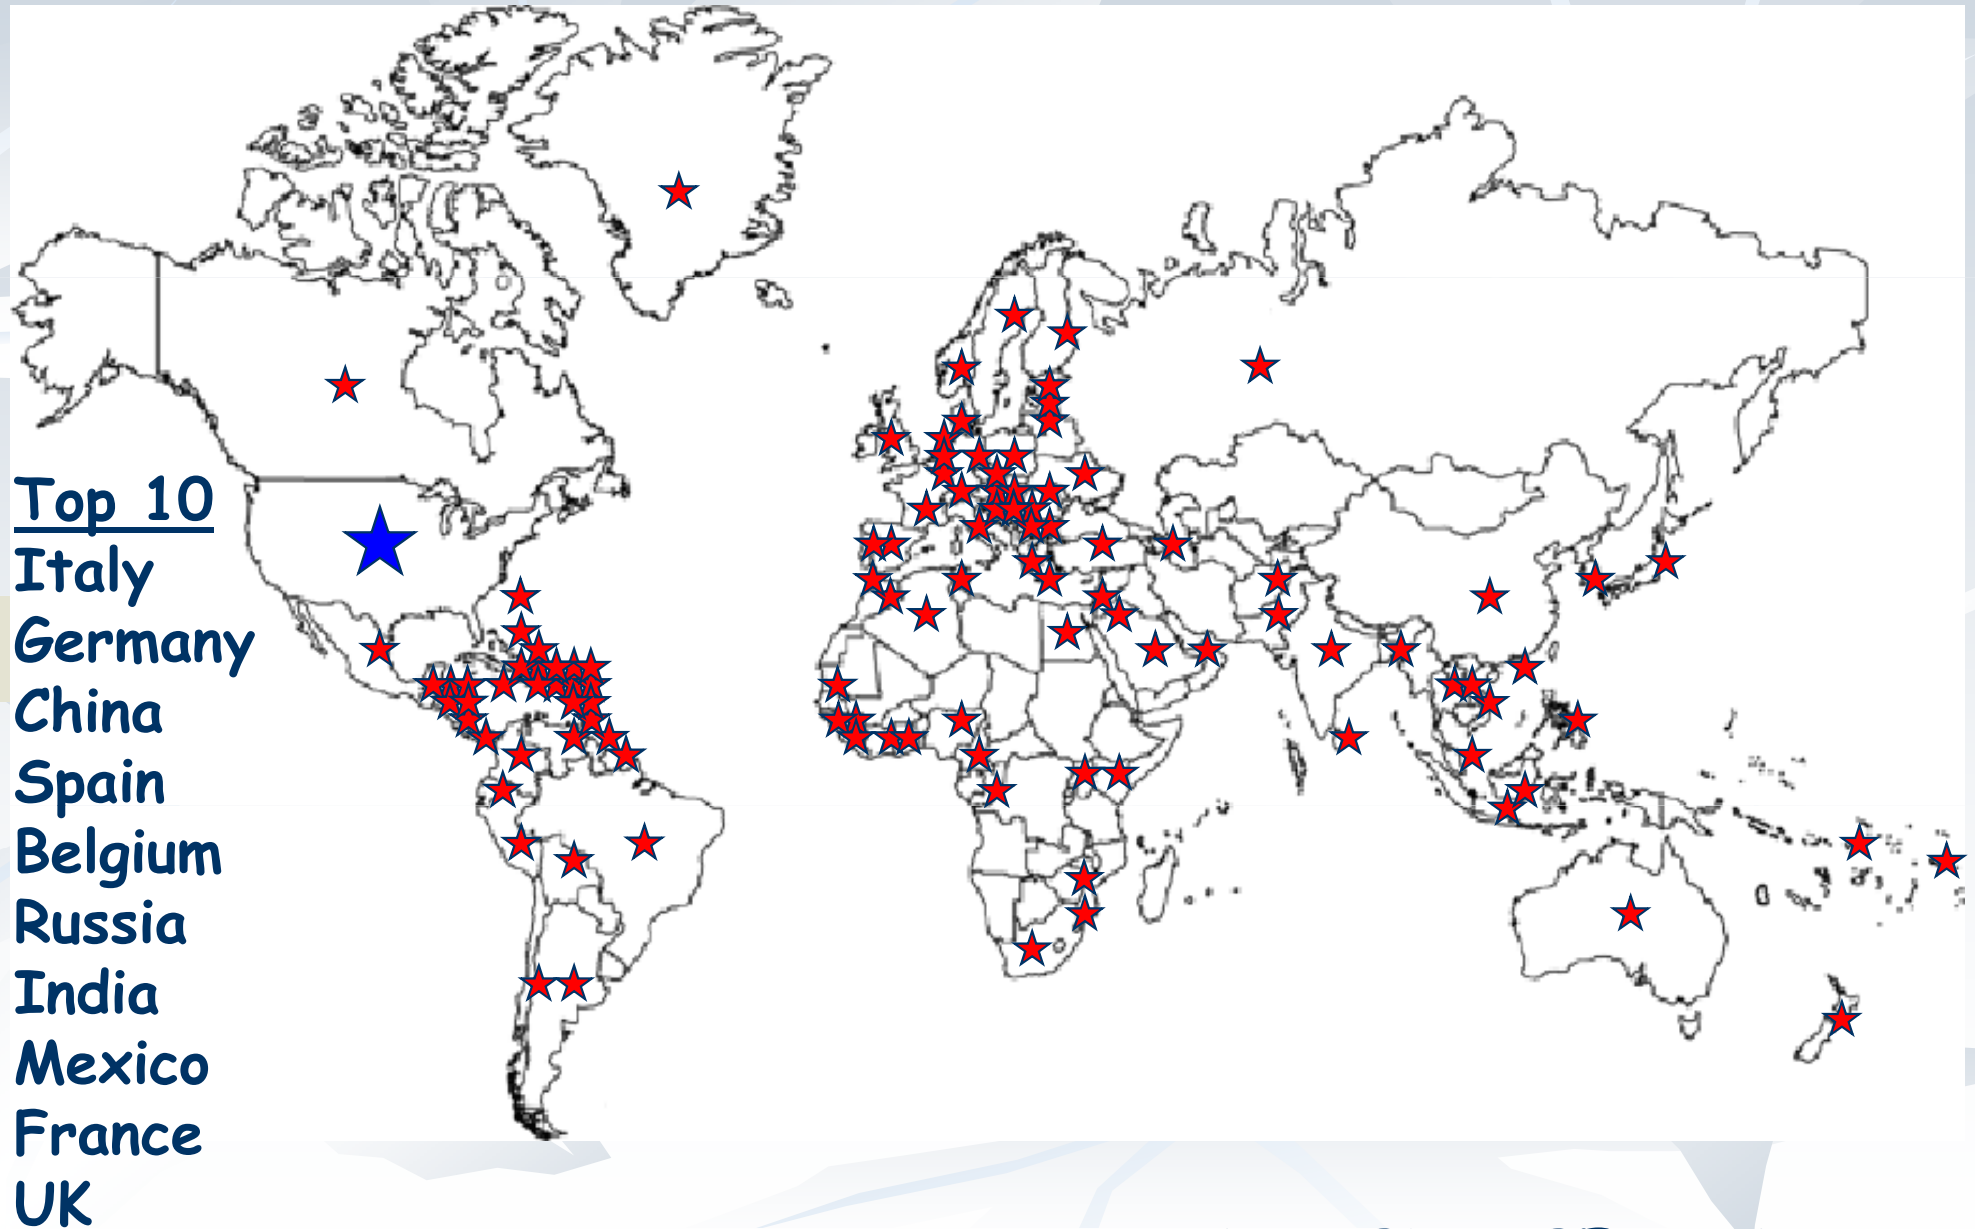 Top 10
Italy
Germany
China
Spain
Belgium
Russia
India
Mexico
France
UK